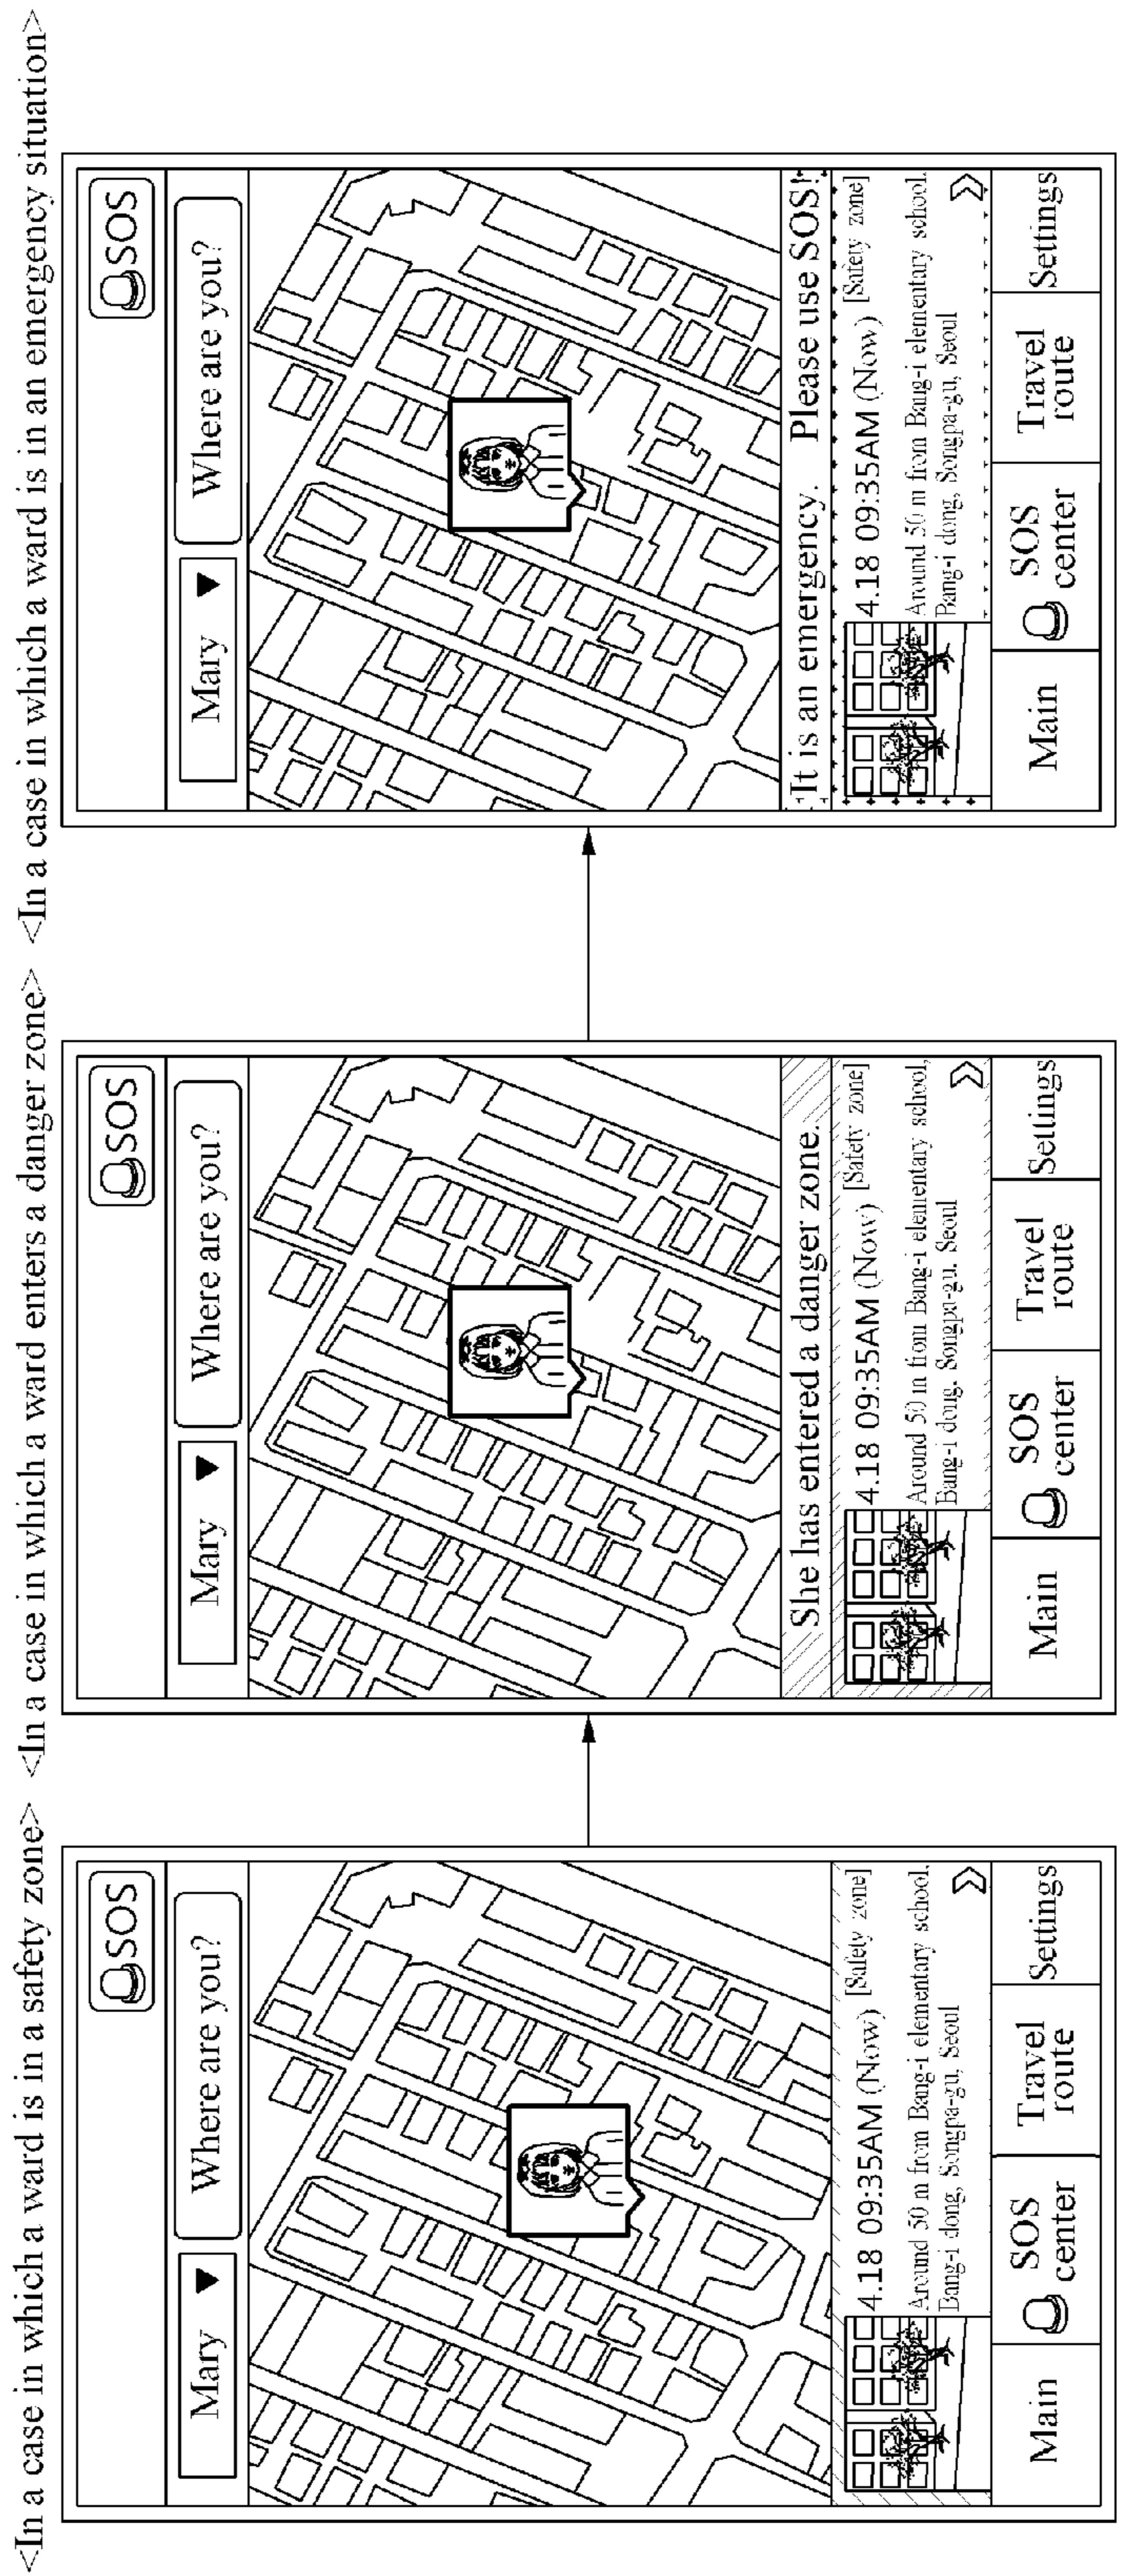 <In a case in which a ward is in a safety zone>
SOS
Mary ▼
Where are you?
4.18 09:35AM (Now) [Safety zone]
Around 50 m from Bang-i elementary school,
Bang-i dong, Songpa-gu, Seoul
Main
SOS
center
Travel
route
Settings
<In a case in which a ward enters a danger zone>
SOS
Mary ▼
Where are you?
She has entered a danger zone.
4.18 09:35AM (Now) [Safety zone]
Around 50 m from Bang-i elementary school,
Bang-i dong, Songpa-gu, Seoul
Main
SOS
center
Travel
route
Settings
<In a case in which a ward is in an emergency situation>
SOS
Mary ▼
Where are you?
It is an emergency. Please use SOS!
4.18 09:35AM (Now) [Safety zone]
Around 50 m from Bang-i elementary school,
Bang-i dong, Songpa-gu, Seoul
Main
SOS
center
Travel
route
Settings